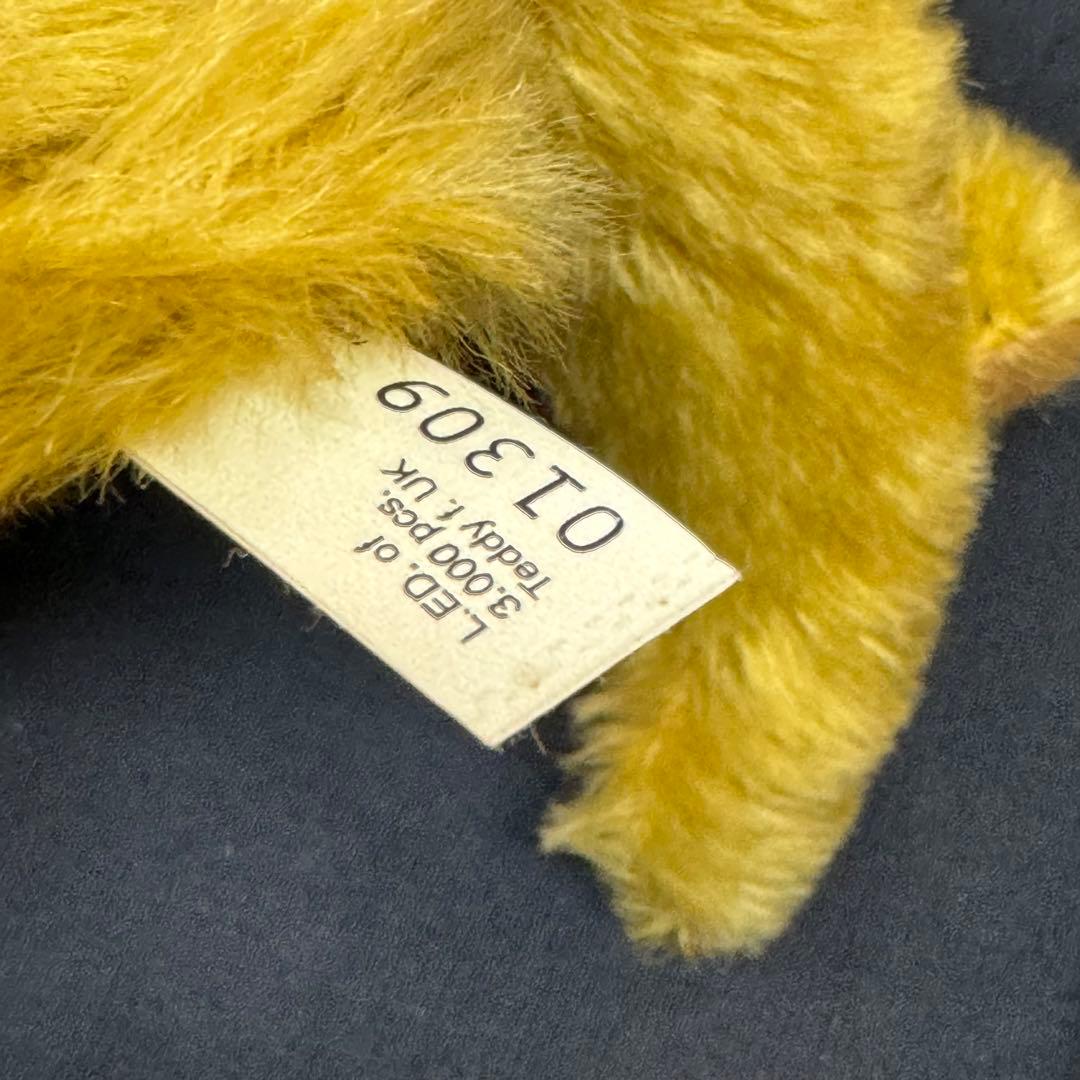 01309
L.ED. of
3.000 pcs.
Teddy f. UK